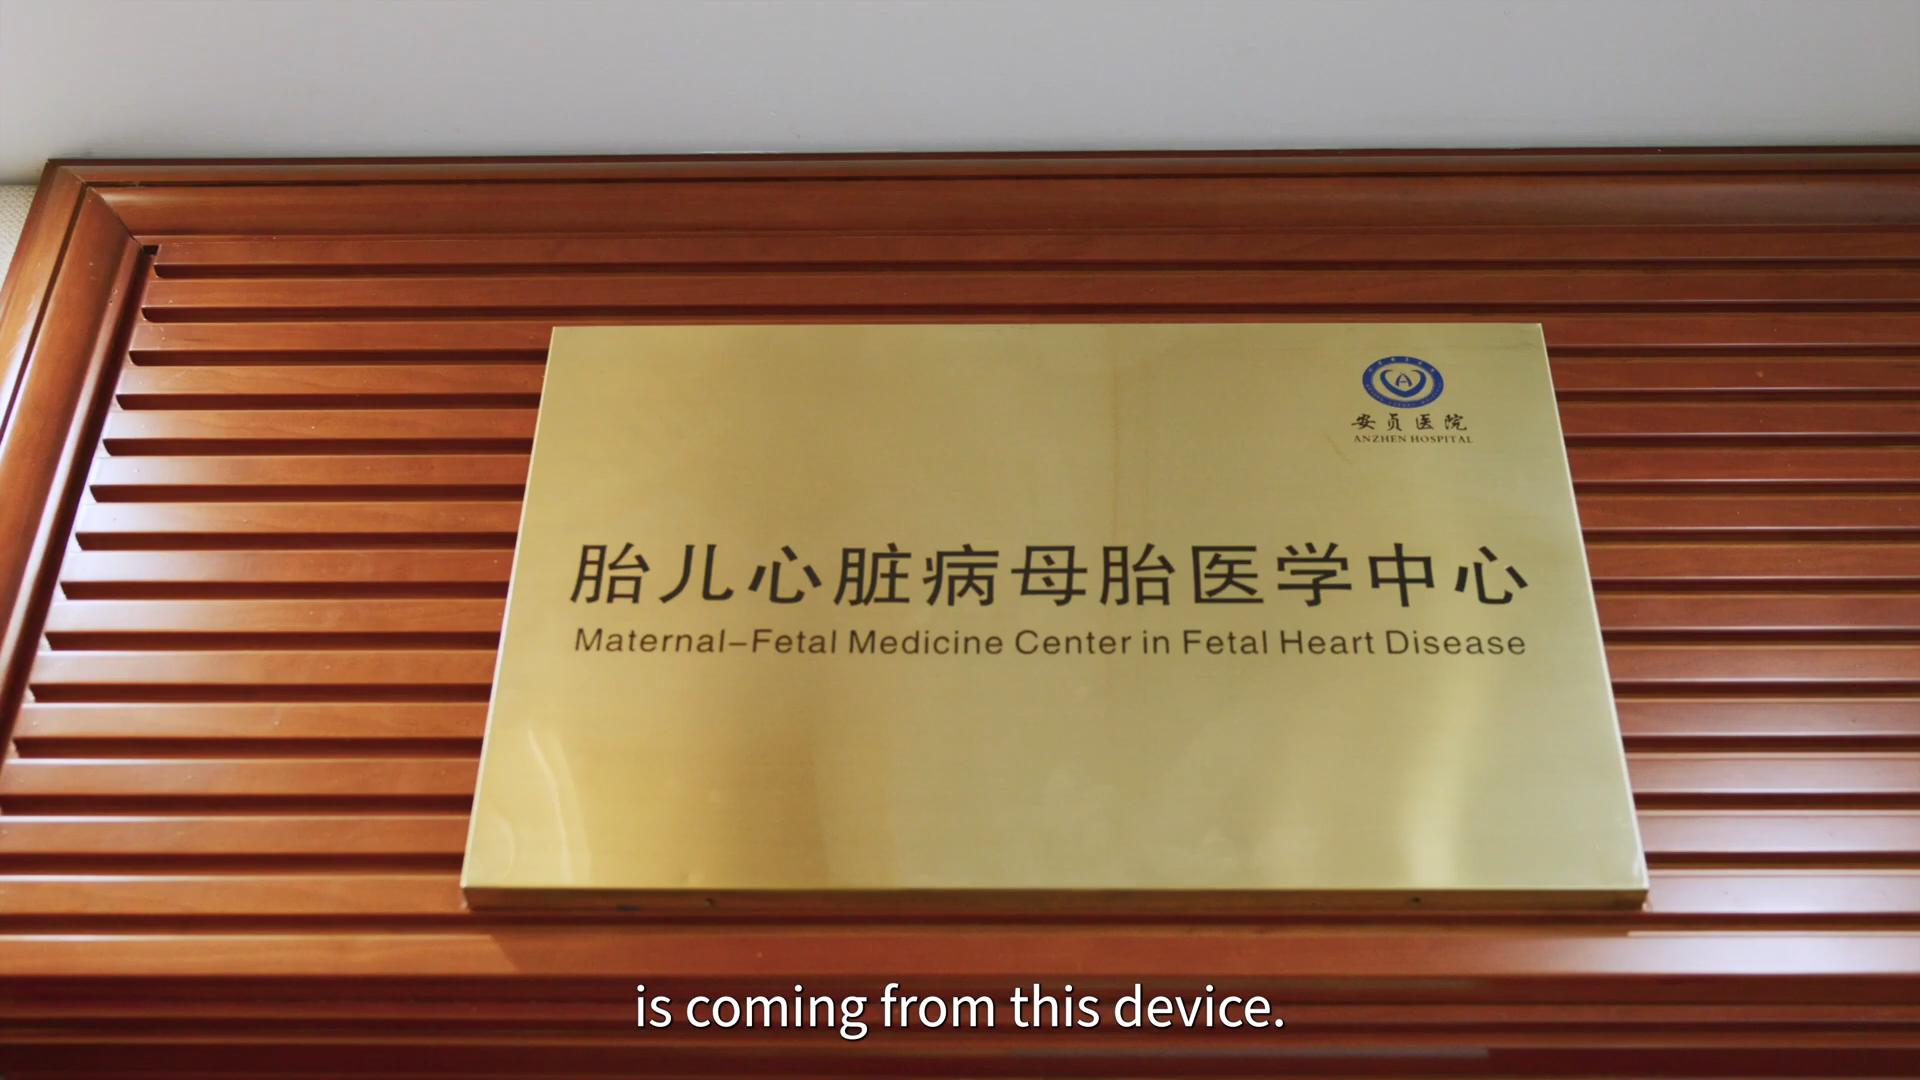 安贞医院
ANZHEN HOSPITAL
胎儿心脏病母胎医学中心
Maternal–Fetal Medicine Center in Fetal Heart Disease
is coming from this device.